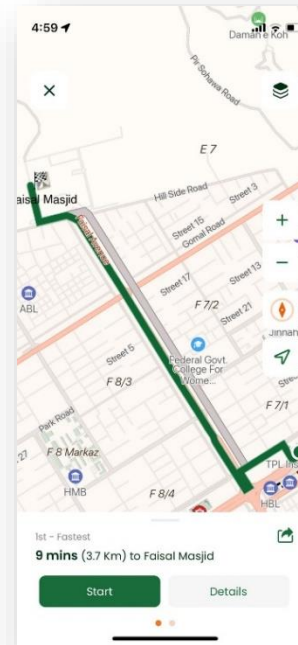 4:59
Daman e Koh
Pir Sohawa Road
E 7
aisal Masjid
Hill Side Road
Street 3
Street 15
Gomal Road
Street 17
Street 13
F 7/2
Street 21
ABL
Jinnah
Street 5
Federal Govt.
College For
Wome...
F 8/3
F 7/1
Park Road
F 8 Markaz
TPL Ins
HMB
F 8/4
HBL
1st - Fastest
9 mins (3.7 Km) to Faisal Masjid
Start
Details